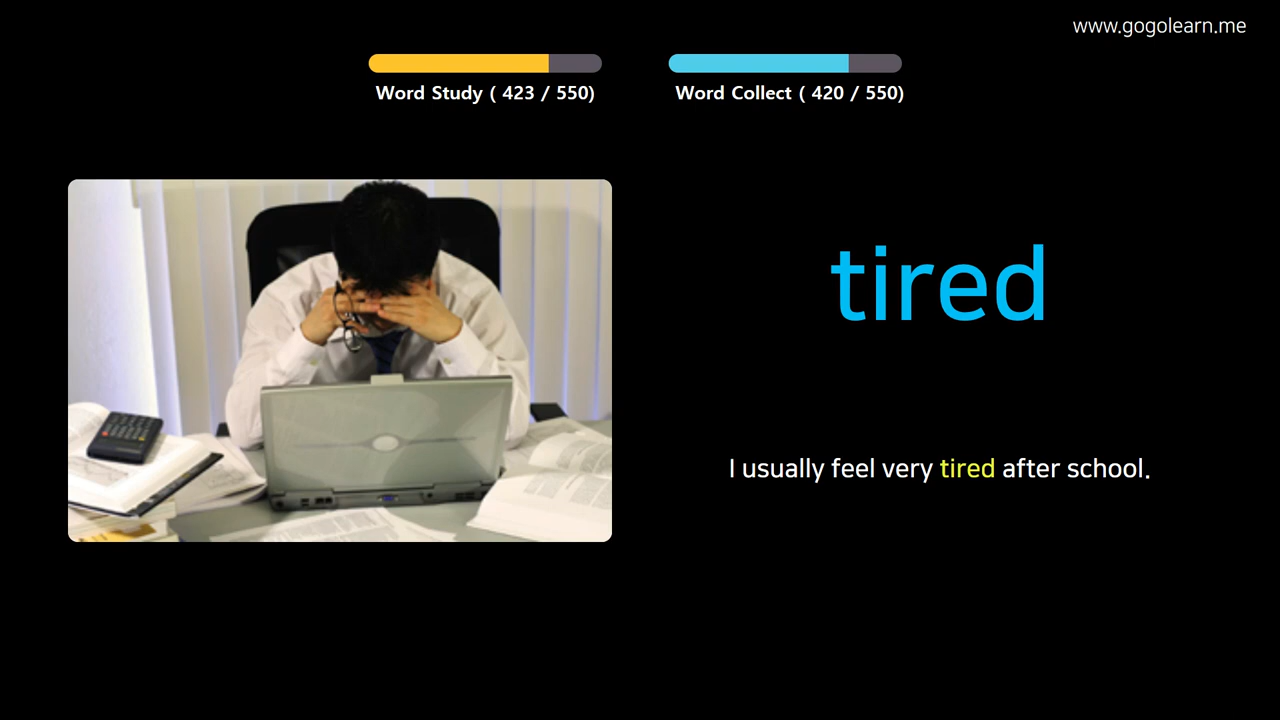 www.gogolearn.me
Word Study ( 423 / 550)
Word Collect ( 420 / 550)
tired
I usually feel very tired after school.